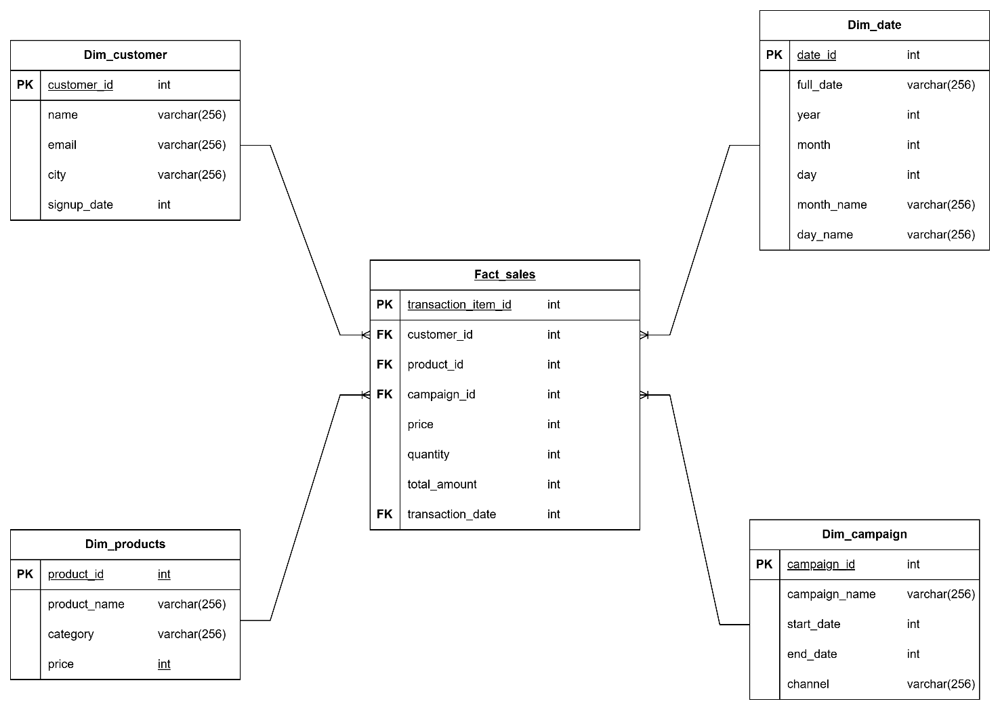 Dim_customer
PK customer_id int
name varchar(256)
email varchar(256)
city varchar(256)
signup_date int
Dim_date
PK date_id int
full_date varchar(256)
year int
month int
day int
month_name varchar(256)
day_name varchar(256)
Fact_sales
PK transaction_item_id int
FK customer_id int
FK product_id int
FK campaign_id int
price int
quantity int
total_amount int
FK transaction_date int
Dim_products
PK product_id int
product_name varchar(256)
category varchar(256)
price int
Dim_campaign
PK campaign_id int
campaign_name varchar(256)
start_date int
end_date int
channel varchar(256)